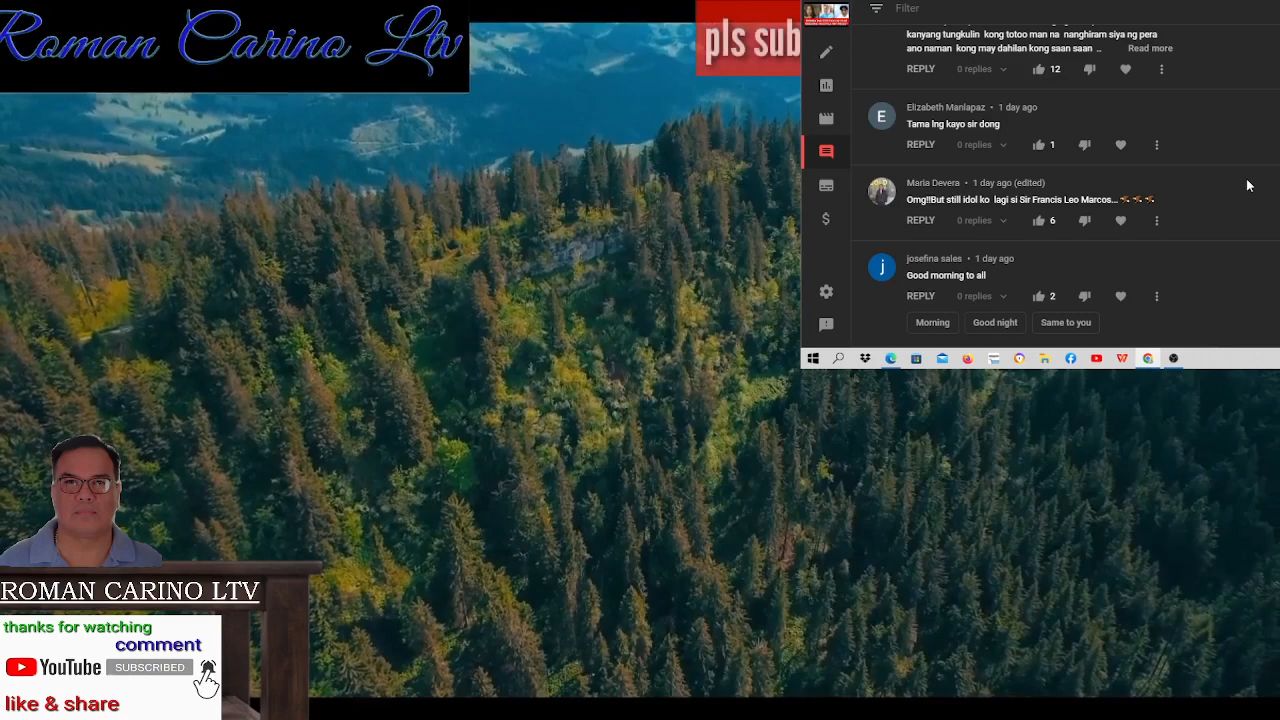 Roman Carino Ltv
pls sub
Filter
kanyang tungkulin kong totoo man na nanghiram siya ng pera
ano naman kong may dahilan kong saan saan ... Read more
REPLY 0 replies 12
E
Elizabeth Manlapaz • 1 day ago
Tama lng kayo sir dong
REPLY 0 replies 1
Maria Devera • 1 day ago (edited)
Omg!!But still idol ko lagi si Sir Francis Leo Marcos...
REPLY 0 replies 6
j
josefina sales • 1 day ago
Good morning to all
REPLY 0 replies 2
Morning Good night Same to you
ROMAN CARINO LTV
thanks for watching
comment
YouTube SUBSCRIBED
like & share